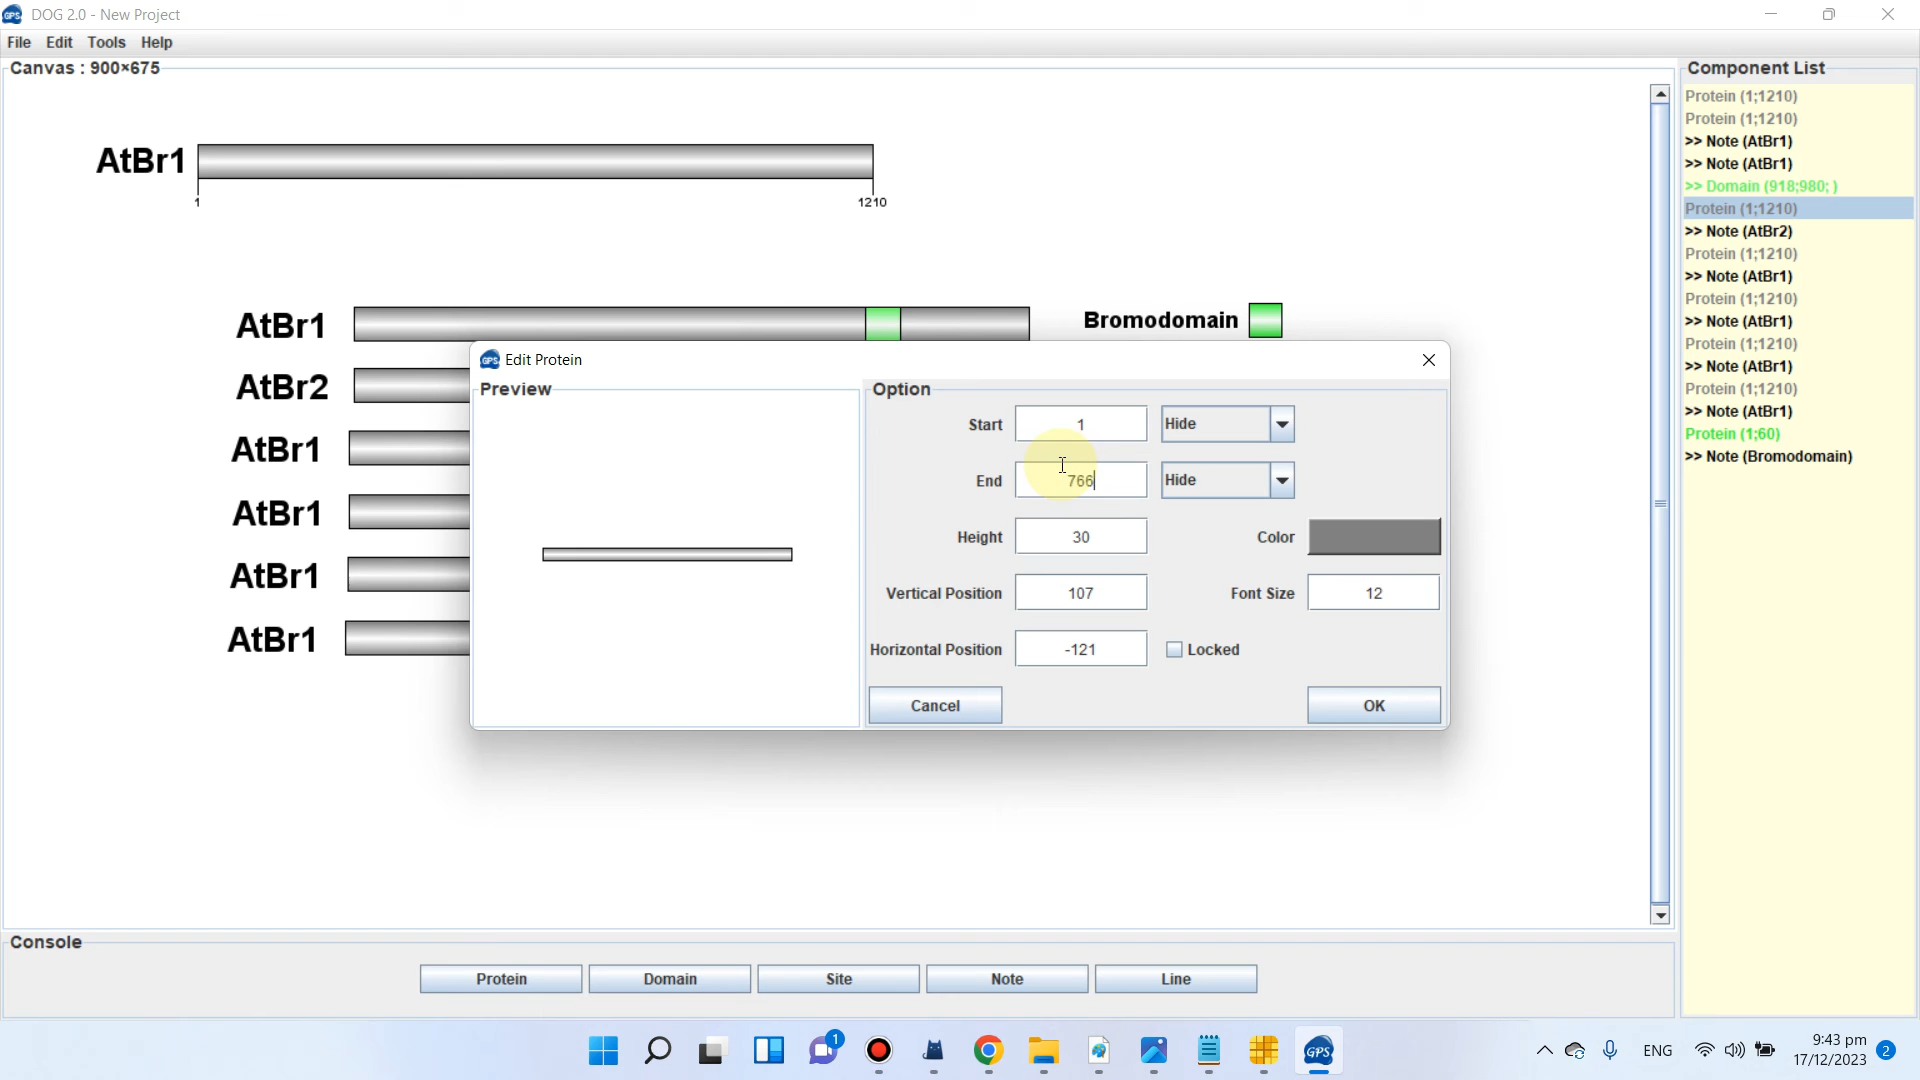 GPS DOG 2.0 - New Project
File Edit Tools Help
Canvas : 900×675
AtBr1
1
1210
AtBr1
Bromodomain
AtBr2
AtBr1
AtBr1
AtBr1
AtBr1
GPS Edit Protein
Preview
Option
Start 1 Hide
End 766 Hide
Height 30 Color
Vertical Position 107 Font Size 12
Horizontal Position -121 Locked
Cancel OK
Component List
Protein (1;1210)
Protein (1;1210)
>> Note (AtBr1)
>> Note (AtBr1)
>> Domain (918;980; )
Protein (1;1210)
>> Note (AtBr2)
Protein (1;1210)
>> Note (AtBr1)
Protein (1;1210)
>> Note (AtBr1)
Protein (1;1210)
>> Note (AtBr1)
Protein (1;1210)
>> Note (AtBr1)
Protein (1;60)
>> Note (Bromodomain)
Console
Protein Domain Site Note Line
1
GPS
ENG
9:43 pm
17/12/2023
2